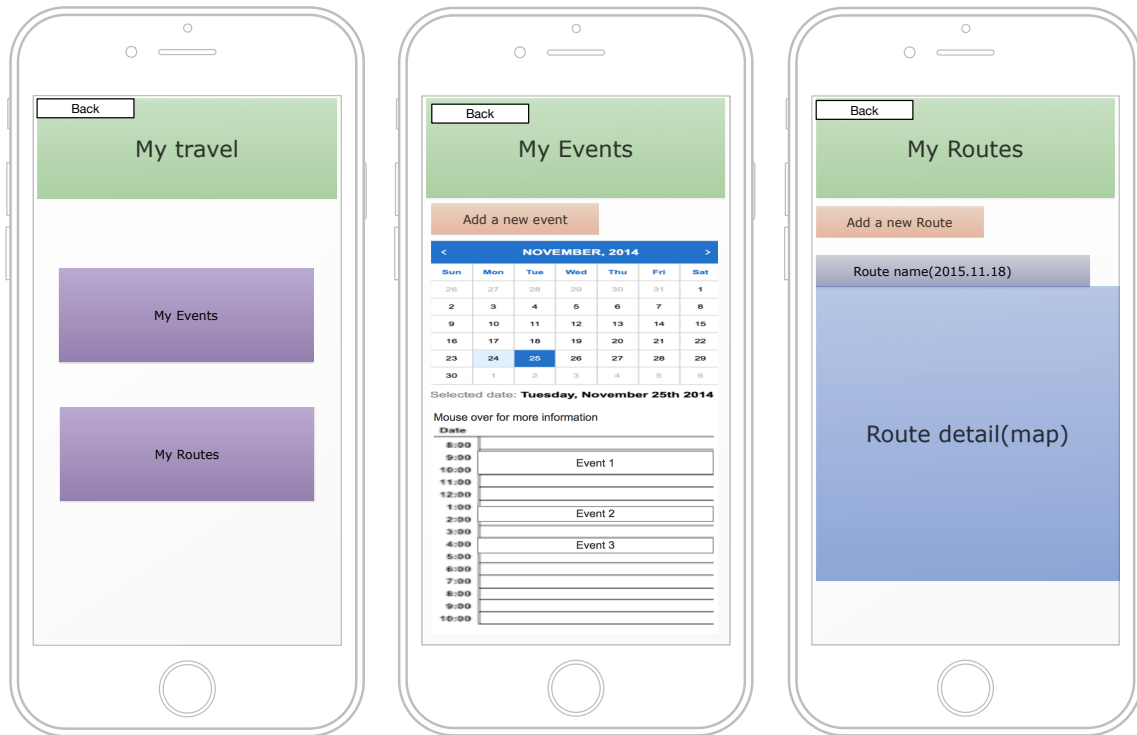 Back
My travel
My Events
My Routes
Back
My Events
Add a new event
< NOVEMBER, 2014 >
Sun Mon Tue Wed Thu Fri Sat
26 27 28 29 30 31 1
2 3 4 5 6 7 8
9 10 11 12 13 14 15
16 17 18 19 20 21 22
23 24 25 26 27 28 29
30 1 2 3 4 5 6
Selected date: Tuesday, November 25th 2014
Mouse over for more information
Date
8:00
9:00
Event 1
10:00
11:00
12:00
1:00
Event 2
2:00
3:00
4:00 Event 3
5:00
6:00
7:00
8:00
9:00
10:00
Back
My Routes
Add a new Route
Route name(2015.11.18)
Route detail(map)